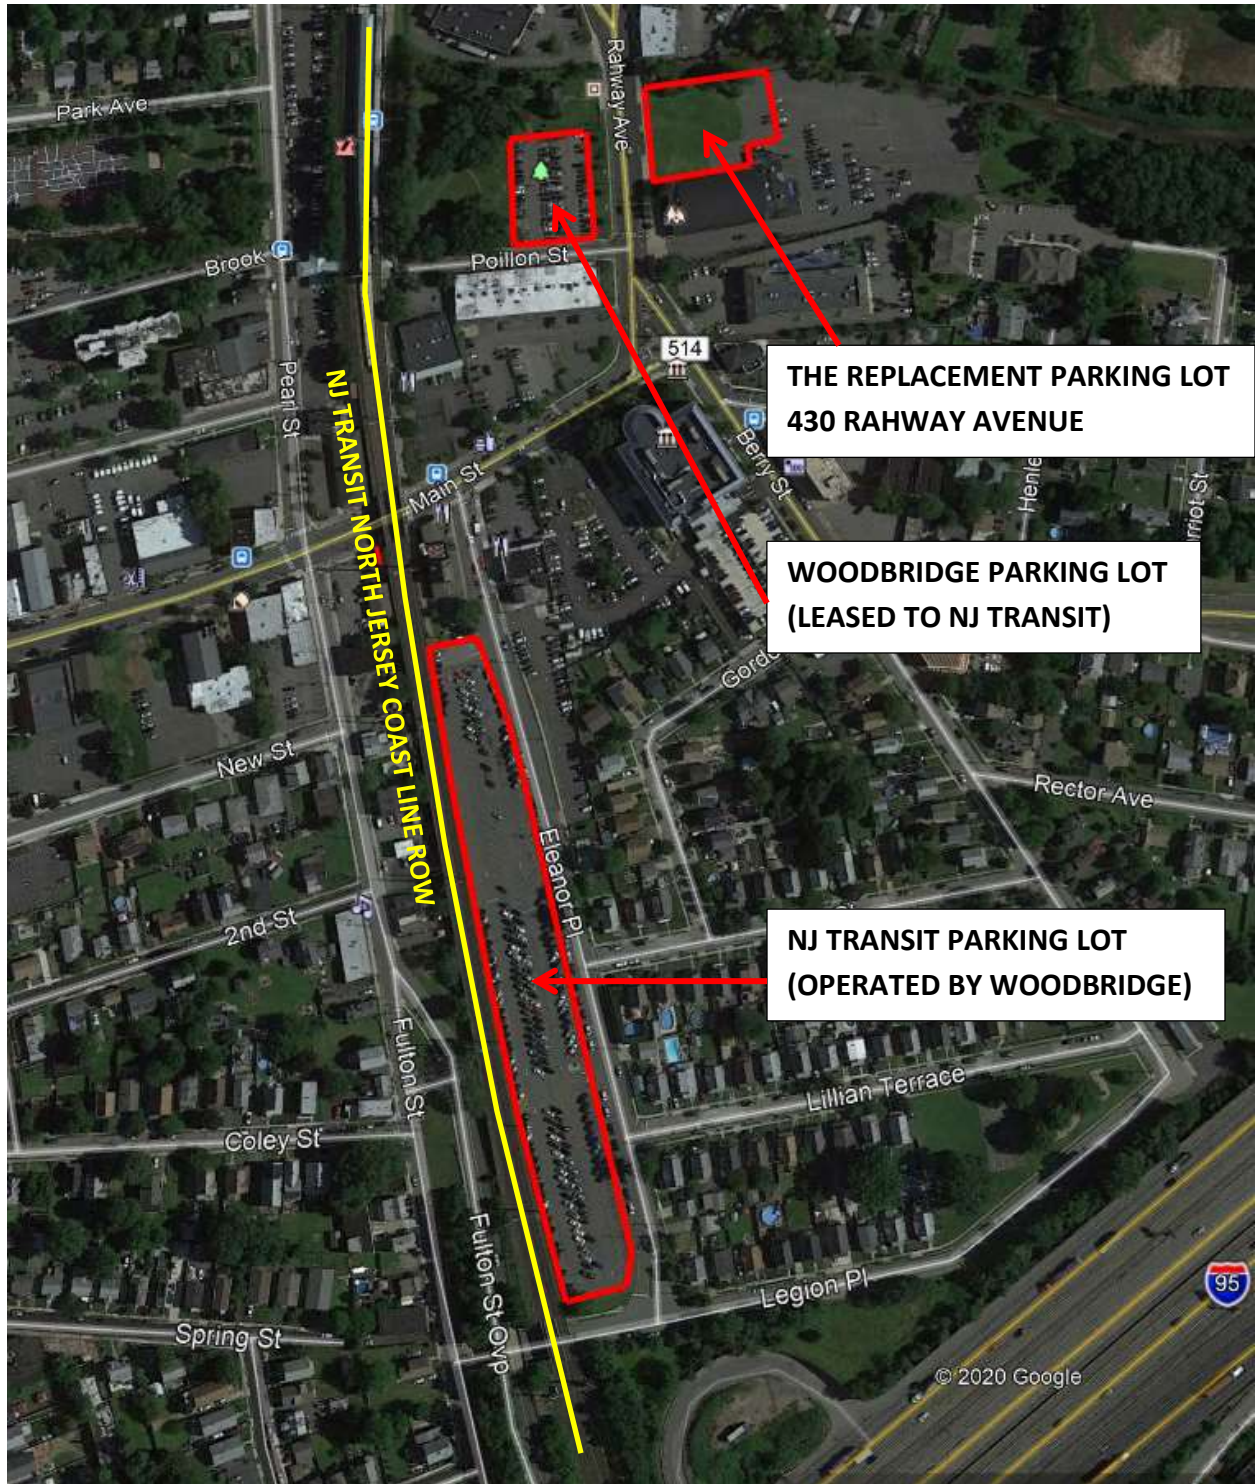 Park Ave
Rahway Ave
Brook
Poillon St
514
Pearl St
THE REPLACEMENT PARKING LOT
430 RAHWAY AVENUE
Main St
Berry St
WOODBRIDGE PARKING LOT
(LEASED TO NJ TRANSIT)
NJ TRANSIT NORTH JERSEY COAST LINE ROW
New St
Rector Ave
Eleanor Pl
2nd St
NJ TRANSIT PARKING LOT
(OPERATED BY WOODBRIDGE)
Fulton St
Lillian Terrace
Coley St
Fulton St Ovp
Legion Pl
95
Spring St
© 2020 Google